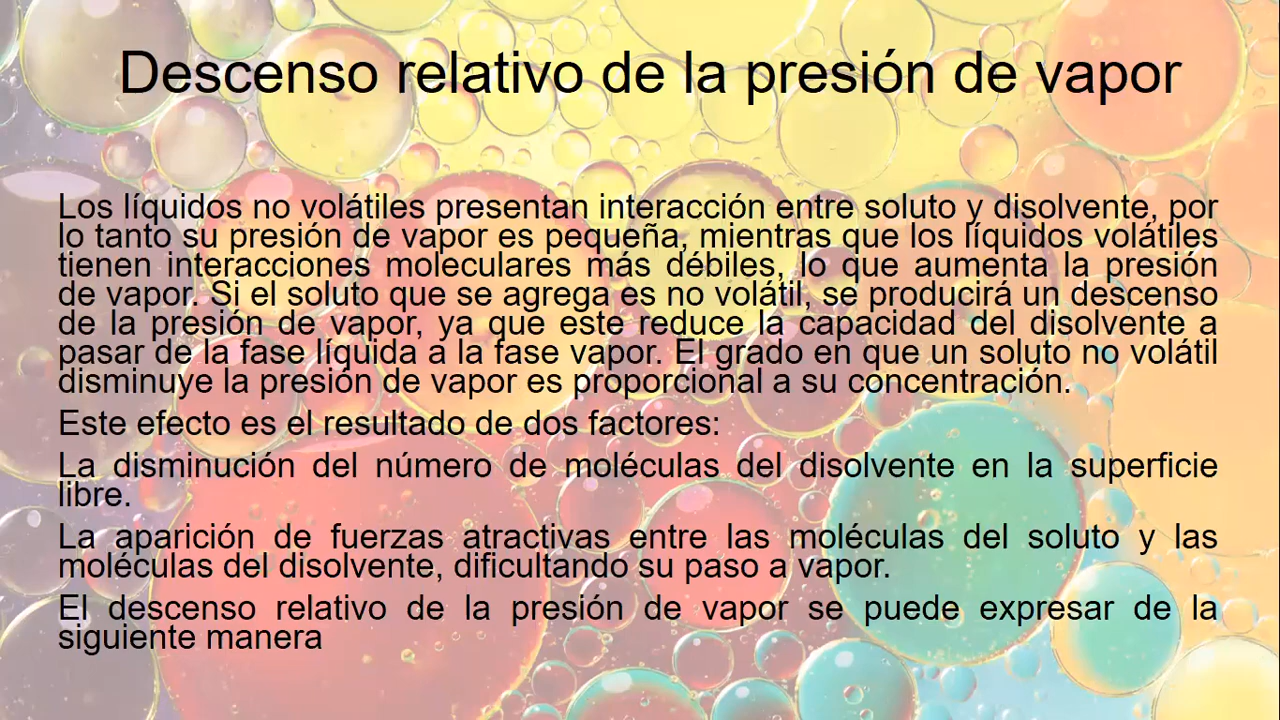 Descenso relativo de la presión de vapor
Los líquidos no volátiles presentan interacción entre soluto y disolvente, por
lo tanto su presión de vapor es pequeña, mientras que los líquidos volátiles
tienen interacciones moleculares más débiles, lo que aumenta la presión
de vapor. Si el soluto que se agrega es no volátil, se producirá un descenso
de la presión de vapor, ya que este reduce la capacidad del disolvente a
pasar de la fase líquida a la fase vapor. El grado en que un soluto no volátil
disminuye la presión de vapor es proporcional a su concentración.
Este efecto es el resultado de dos factores:
La disminución del número de moléculas del disolvente en la superficie
libre.
La aparición de fuerzas atractivas entre las moléculas del soluto y las
moléculas del disolvente, dificultando su paso a vapor.
El descenso relativo de la presión de vapor se puede expresar de la
siguiente manera